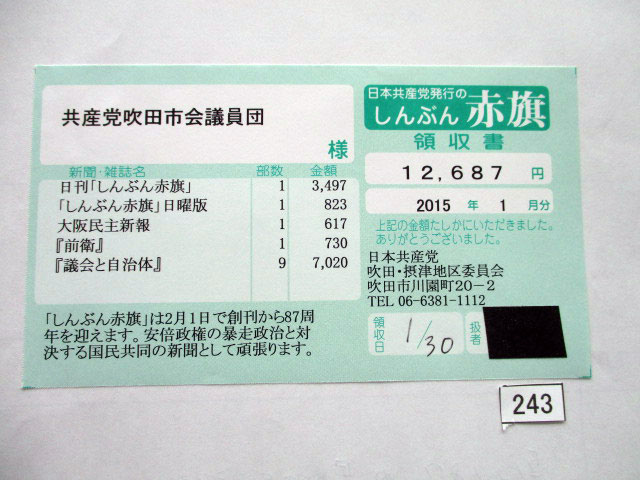 共産党吹田市会議員団
様
新聞・雑誌名 部数 金額
日刊「しんぶん赤旗」 1 3,497
「しんぶん赤旗」日曜版 1 823
大阪民主新報 1 617
『前衛』 1 730
『議会と自治体』 9 7,020
「しんぶん赤旗」は2月1日で創刊から87周
年を迎えます。安倍政権の暴走政治と対
決する国民共同の新聞として頑張ります。
日本共産党発行の
しんぶん赤旗
領収書
12,687 円
2015 年 1 月分
上記の金額たしかにいただきました。
ありがとうございました。
日本共産党
吹田・摂津地区委員会
吹田市川園町20-2
TEL 06-6381-1112
領収日 1/30 扱者
243